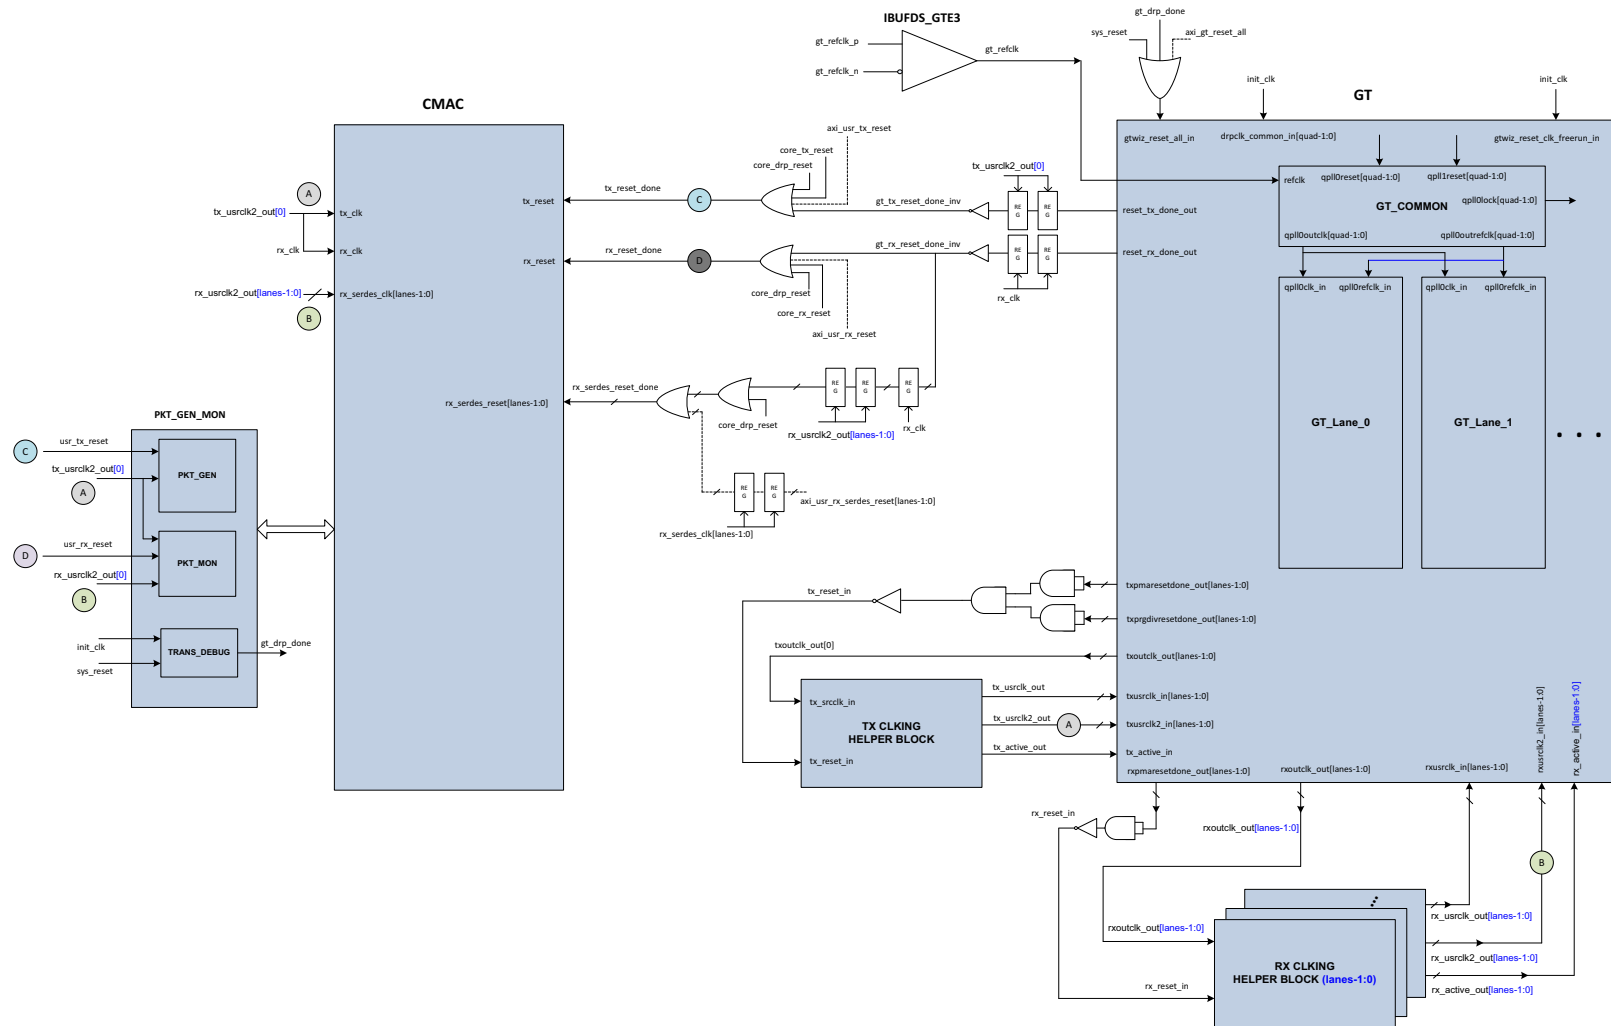 IBUFDS_GTE3
gt_refclk_p
gt_refclk_n
gt_refclk
gt_drp_done
sys_reset
axi_gt_reset_all
init_clk
init_clk
GT
gtwiz_reset_all_in
drpclk_common_in[quad-1:0]
gtwiz_reset_clk_freerun_in
refclk
qpll0reset[quad-1:0]
qpll1reset[quad-1:0]
GT_COMMON
qpll0lock[quad-1:0]
qpll0outclk[quad-1:0]
qpll0outrefclk[quad-1:0]
qpll0clk_in
qpll0refclk_in
qpll0clk_in
qpll0refclk_in
GT_Lane_0
GT_Lane_1
. . .
reset_tx_done_out
reset_rx_done_out
CMAC
A
tx_usrclk2_out[0]
tx_clk
rx_clk
rx_clk
rx_usrclk2_out[lanes-1:0]
rx_serdes_clk[lanes-1:0]
B
tx_reset
rx_reset
rx_serdes_reset[lanes-1:0]
tx_reset_done
C
axi_usr_tx_reset
core_tx_reset
core_drp_reset
gt_tx_reset_done_inv
tx_usrclk2_out[0]
RE
G
RE
G
rx_reset_done
D
gt_rx_reset_done_inv
RE
G
RE
G
rx_clk
core_drp_reset
core_rx_reset
axi_usr_rx_reset
rx_serdes_reset_done
core_drp_reset
RE
G
RE
G
RE
G
rx_usrclk2_out[lanes-1:0]
rx_clk
RE
G
RE
G
axi_usr_rx_serdes_reset[lanes-1:0]
rx_serdes_clk[lanes-1:0]
PKT_GEN_MON
C
usr_tx_reset
tx_usrclk2_out[0]
A
PKT_GEN
D
usr_rx_reset
rx_usrclk2_out[0]
B
PKT_MON
init_clk
sys_reset
TRANS_DEBUG
gt_drp_done
tx_reset_in
txoutclk_out[0]
txpmaresetdone_out[lanes-1:0]
txprgdivresetdone_out[lanes-1:0]
txoutclk_out[lanes-1:0]
tx_srcclk_in
TX CLKING
HELPER BLOCK
tx_reset_in
tx_usrclk_out
tx_usrclk2_out
A
tx_active_out
txusrclk_in[lanes-1:0]
txusrclk2_in[lanes-1:0]
tx_active_in
rxpmaresetdone_out[lanes-1:0]
rxoutclk_out[lanes-1:0]
rxusrclk_in[lanes-1:0]
rxusrclk2_in[lanes-1:0]
rx_active_in[lanes-1:0]
rx_reset_in
rxoutclk_out[lanes-1:0]
B
rxoutclk_out[lanes-1:0]
rx_reset_in
RX CLKING
HELPER BLOCK (lanes-1:0)
rx_usrclk_out[lanes-1:0]
rx_usrclk2_out[lanes-1:0]
rx_active_out[lanes-1:0]